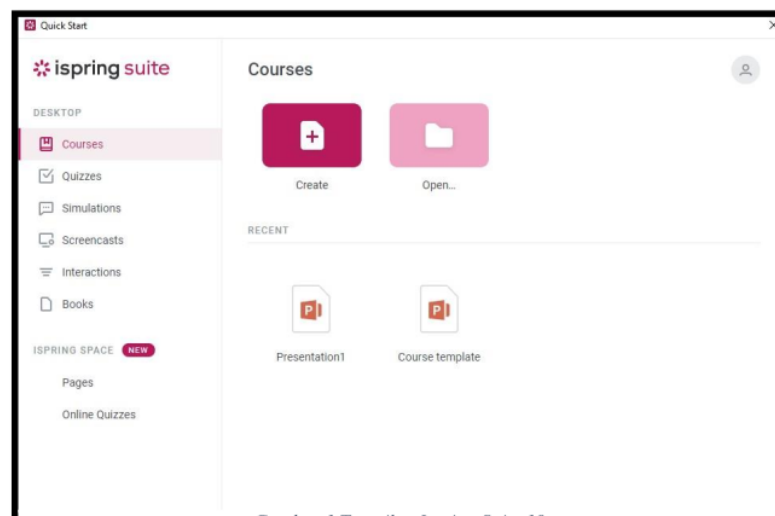 Quick Start
ispring suite
DESKTOP
Courses
Quizzes
Simulations
Screencasts
Interactions
Books
ISPRING SPACE NEW
Pages
Online Quizzes
Courses
Create
Open...
RECENT
Presentation1
Course template